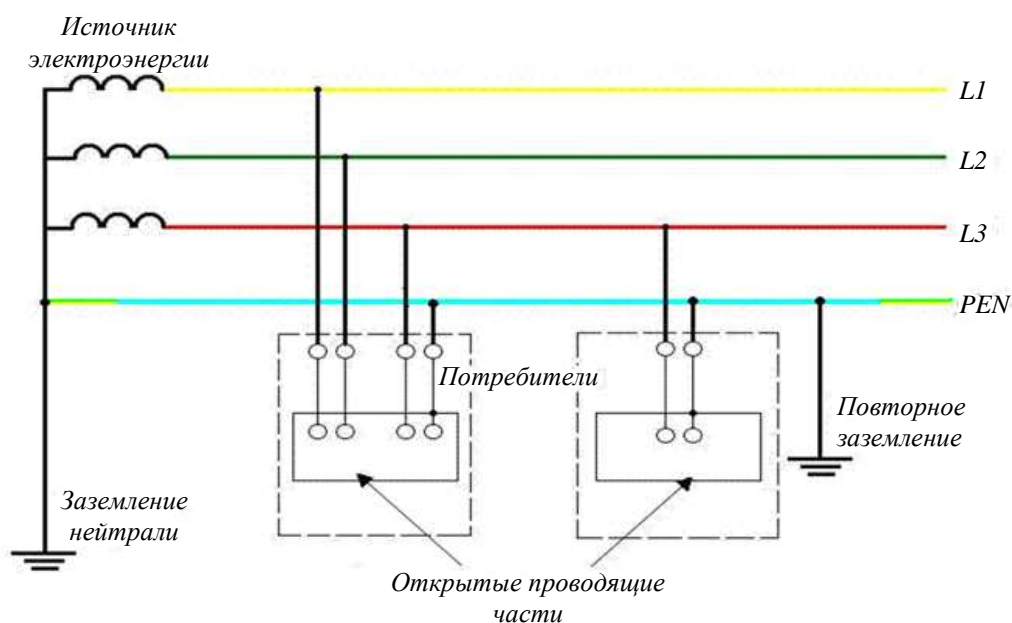 Источник
электроэнергии
L1
L2
L3
PEN
Потребители
Повторное
заземление
Заземление
нейтрали
Открытые проводящие
части